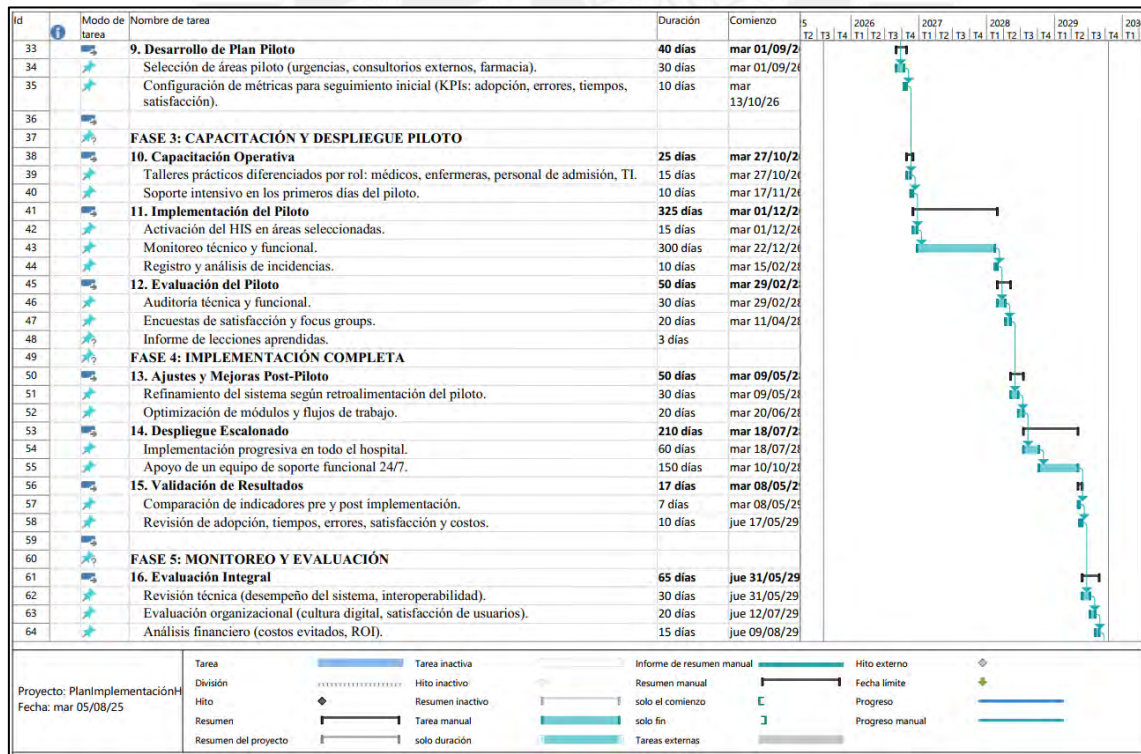 Id Modo de tarea Nombre de tarea Duración Comienzo
5 2026 2027 2028 2029 2030
T2 T3 T4 T1 T2 T3 T4 T1 T2 T3 T4 T1 T2 T3 T4 T1 T2 T3 T4 T1
33 9. Desarrollo de Plan Piloto 40 días mar 01/09/2
34 Selección de áreas piloto (urgencias, consultorios externos, farmacia). 30 días mar 01/09/26
35 Configuración de métricas para seguimiento inicial (KPIs: adopción, errores, tiempos, 10 días mar
satisfacción). 13/10/26
36
37 FASE 3: CAPACITACIÓN Y DESPLIEGUE PILOTO
38 10. Capacitación Operativa 25 días mar 27/10/2
39 Talleres prácticos diferenciados por rol: médicos, enfermeras, personal de admisión, TI. 15 días mar 27/10/26
40 Soporte intensivo en los primeros días del piloto. 10 días mar 17/11/26
41 11. Implementación del Piloto 325 días mar 01/12/2
42 Activación del HIS en áreas seleccionadas. 15 días mar 01/12/26
43 Monitoreo técnico y funcional. 300 días mar 22/12/26
44 Registro y análisis de incidencias. 10 días mar 15/02/28
45 12. Evaluación del Piloto 50 días mar 29/02/2
46 Auditoría técnica y funcional. 30 días mar 29/02/28
47 Encuestas de satisfacción y focus groups. 20 días mar 11/04/28
48 Informe de lecciones aprendidas. 3 días
49 FASE 4: IMPLEMENTACIÓN COMPLETA
50 13. Ajustes y Mejoras Post-Piloto 50 días mar 09/05/2
51 Refinamiento del sistema según retroalimentación del piloto. 30 días mar 09/05/28
52 Optimización de módulos y flujos de trabajo. 20 días mar 20/06/28
53 14. Despliegue Escalonado 210 días mar 18/07/2
54 Implementación progresiva en todo el hospital. 60 días mar 18/07/28
55 Apoyo de un equipo de soporte funcional 24/7. 150 días mar 10/10/28
56 15. Validación de Resultados 17 días mar 08/05/2
57 Comparación de indicadores pre y post implementación. 7 días mar 08/05/29
58 Revisión de adopción, tiempos, errores, satisfacción y costos. 10 días jue 17/05/29
59
60 FASE 5: MONITOREO Y EVALUACIÓN
61 16. Evaluación Integral 65 días jue 31/05/29
62 Revisión técnica (desempeño del sistema, interoperabilidad). 30 días jue 31/05/29
63 Evaluación organizacional (cultura digital, satisfacción de usuarios). 20 días jue 12/07/29
64 Análisis financiero (costos evitados, ROI). 15 días jue 09/08/29
Proyecto: PlanImplementaciónH
Fecha: mar 05/08/25
Tarea Tarea inactiva Informe de resumen manual Hito externo
División Hito inactivo Resumen manual Fecha límite
Hito Resumen inactivo solo el comienzo Progreso
Resumen Tarea manual solo fin Progreso manual
Resumen del proyecto solo duración Tareas externas